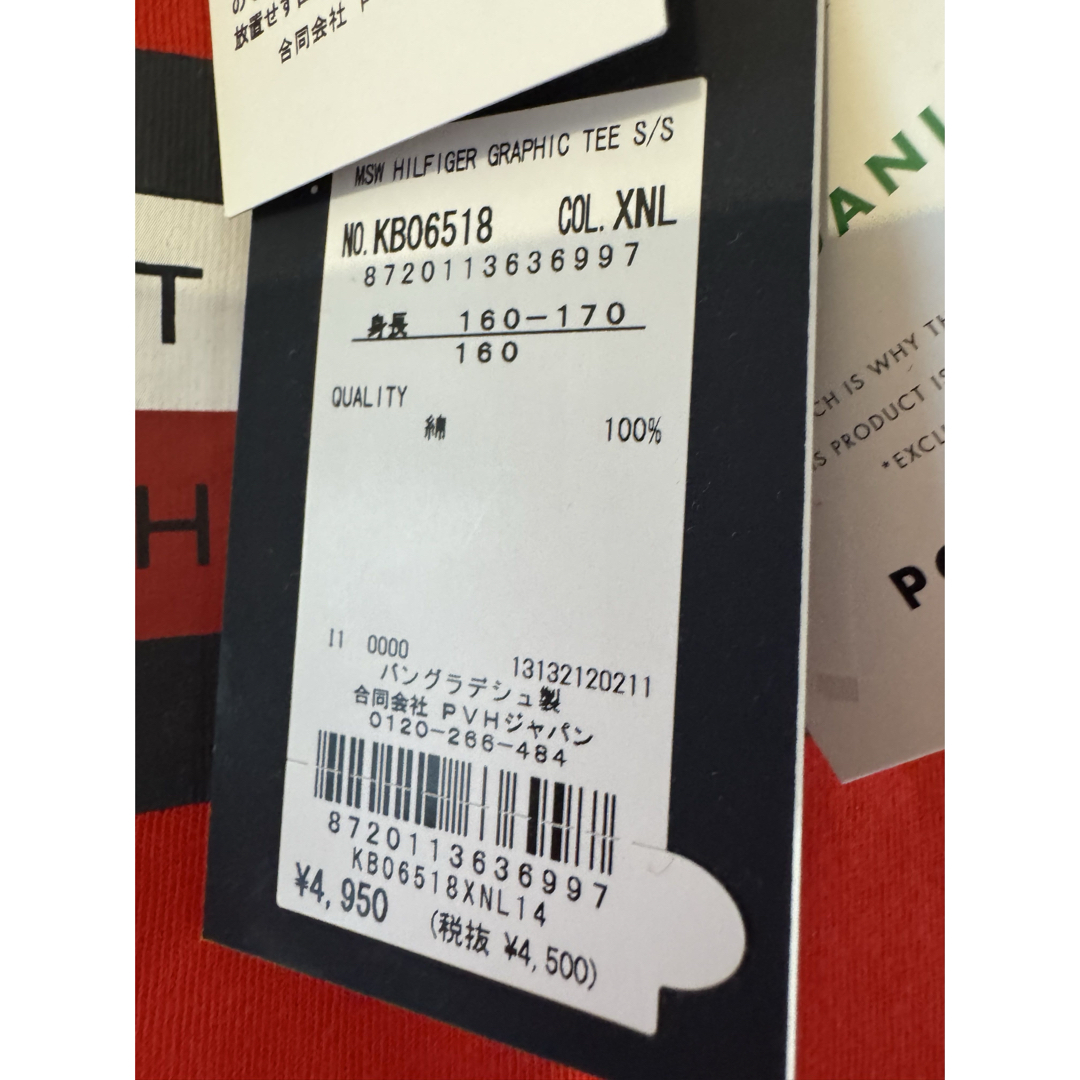 放置せず
合同会社 P
MSW HILFIGER GRAPHIC TEE S/S
NO. KB06518 COL. XNL
8720113636997
身長 160-170
160
QUALITY
綿 100%
I1 0000 13132120211
バングラデシュ製
合同会社 PVHジャパン
0120-266-484
8720113636997
KB06518XNL14
¥4,950 (税抜 ¥4,500)
T
H
ANI
CH IS WHY TH
IS PRODUCT IS
*EXCL
P